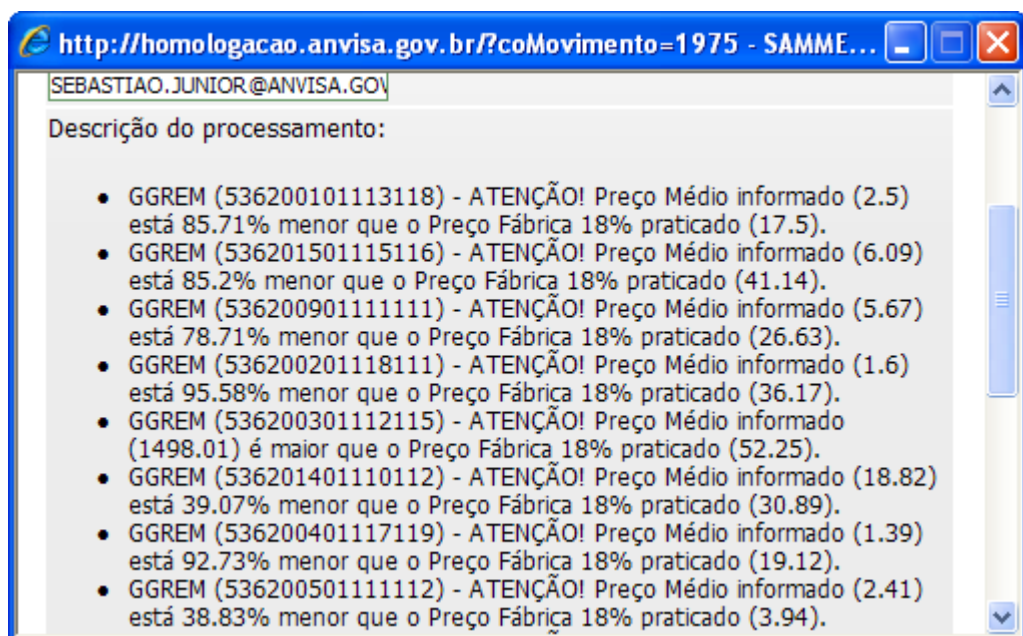 http://homologacao.anvisa.gov.br/?coMovimento=1975 - SAMME...
SEBASTIAO.JUNIOR@ANVISA.GOV
Descrição do processamento:
• GGREM (536200101113118) - ATENÇÃO! Preço Médio informado (2.5)
está 85.71% menor que o Preço Fábrica 18% praticado (17.5).
• GGREM (536201501115116) - ATENÇÃO! Preço Médio informado (6.09)
está 85.2% menor que o Preço Fábrica 18% praticado (41.14).
• GGREM (536200901111111) - ATENÇÃO! Preço Médio informado (5.67)
está 78.71% menor que o Preço Fábrica 18% praticado (26.63).
• GGREM (536200201118111) - ATENÇÃO! Preço Médio informado (1.6)
está 95.58% menor que o Preço Fábrica 18% praticado (36.17).
• GGREM (536200301112115) - ATENÇÃO! Preço Médio informado
(1498.01) é maior que o Preço Fábrica 18% praticado (52.25).
• GGREM (536201401110112) - ATENÇÃO! Preço Médio informado (18.82)
está 39.07% menor que o Preço Fábrica 18% praticado (30.89).
• GGREM (536200401117119) - ATENÇÃO! Preço Médio informado (1.39)
está 92.73% menor que o Preço Fábrica 18% praticado (19.12).
• GGREM (536200501111112) - ATENÇÃO! Preço Médio informado (2.41)
está 38.83% menor que o Preço Fábrica 18% praticado (3.94).